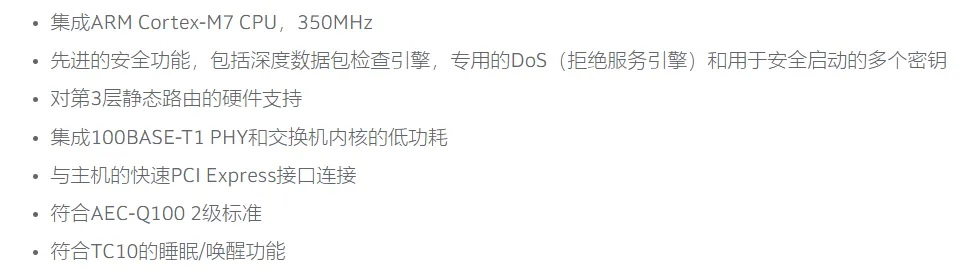 • 集成ARM Cortex-M7 CPU，350MHz
• 先进的安全功能，包括深度数据包检查引擎，专用的DoS（拒绝服务引擎）和用于安全启动的多个密钥
• 对第3层静态路由的硬件支持
• 集成100BASE-T1 PHY和交换机内核的低功耗
• 与主机的快速PCI Express接口连接
• 符合AEC-Q100 2级标准
• 符合TC10的睡眠/唤醒功能